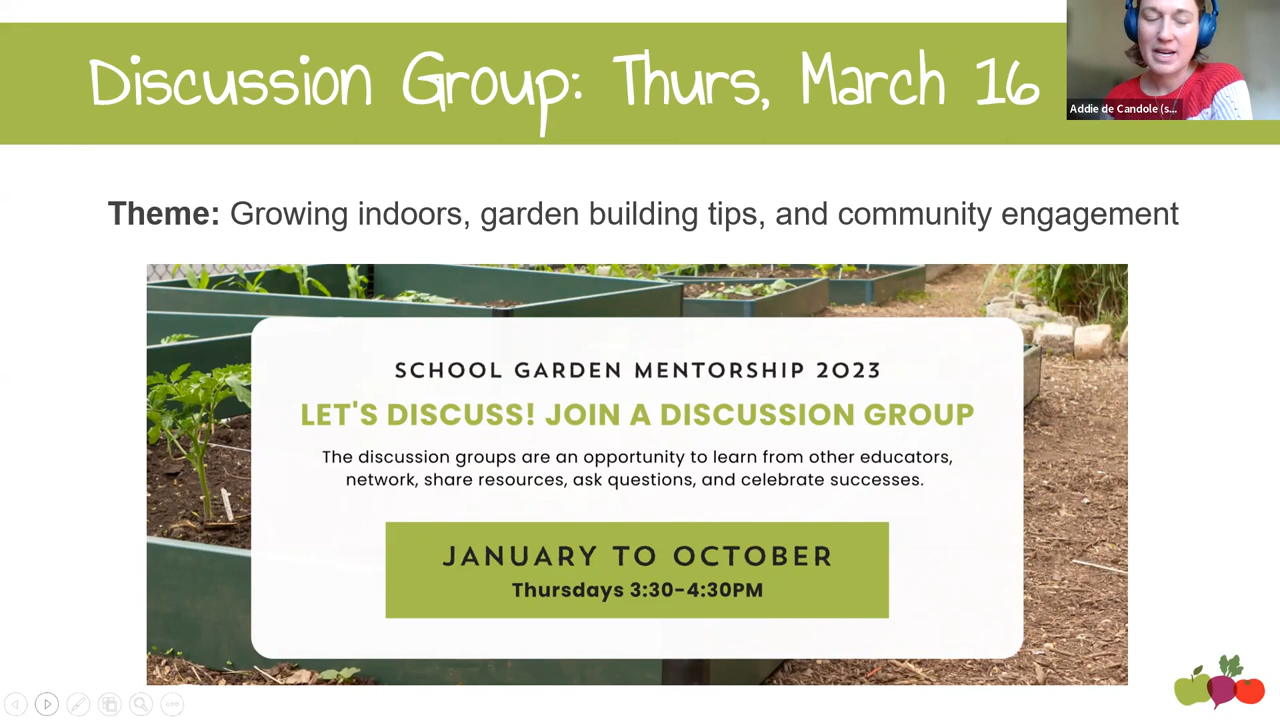 Discussion Group: Thurs, March 16
Addie de Candole (s...
Theme: Growing indoors, garden building tips, and community engagement
SCHOOL GARDEN MENTORSHIP 2023
LET'S DISCUSS! JOIN A DISCUSSION GROUP
The discussion groups are an opportunity to learn from other educators,
network, share resources, ask questions, and celebrate successes.
JANUARY TO OCTOBER
Thursdays 3:30-4:30PM